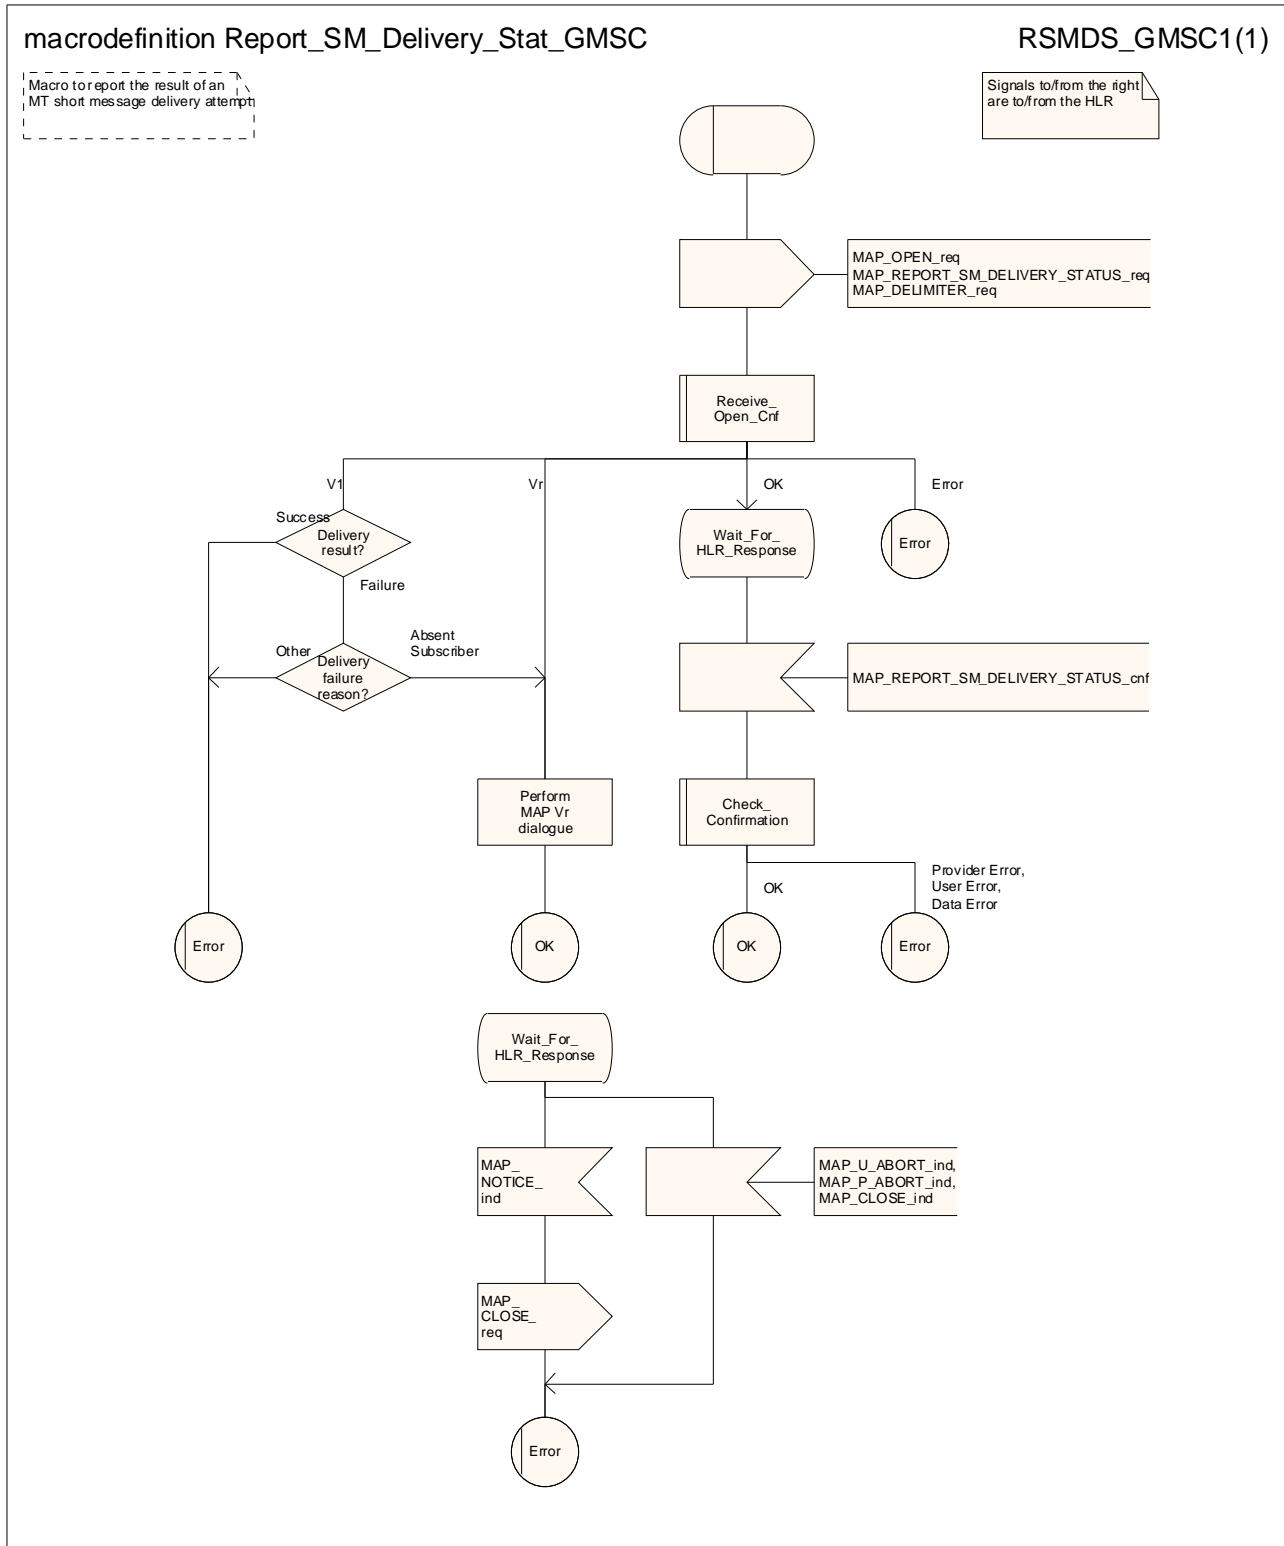 macrodefinition Report_SM_Delivery_Stat_GMSC
RSMDS_GMSC1(1)
Macro to report the result of an
MT short message delivery attempt
Signals to/from the right
are to/from the HLR
MAP_OPEN_req
MAP_REPORT_SM_DELIVERY_STATUS_req
MAP_DELIMITER_req
Receive_
Open_Cnf
V1
Vr
OK
Error
Success
Delivery
result?
Wait_For_
HLR_Response
Error
Failure
Other
Absent
Subscriber
Delivery
failure
reason?
MAP_REPORT_SM_DELIVERY_STATUS_cnf
Perform
MAP Vr
dialogue
Check_
Confirmation
OK
Provider Error,
User Error,
Data Error
Error
OK
OK
Error
Wait_For_
HLR_Response
MAP_
NOTICE_
ind
MAP_U_ABORT_ind,
MAP_P_ABORT_ind,
MAP_CLOSE_ind
MAP_
CLOSE_
req
Error